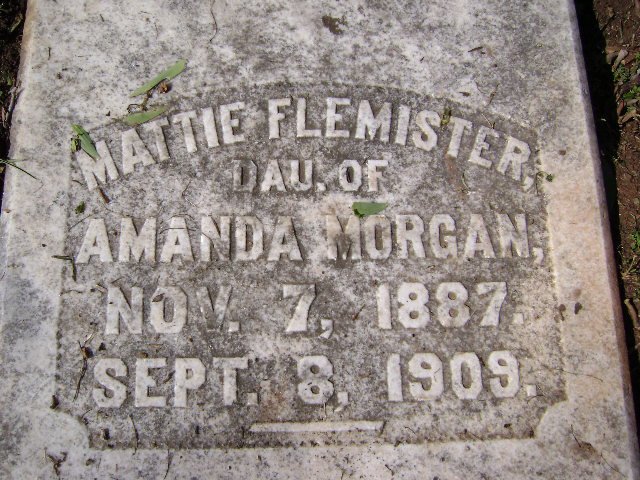 MATTIE FLEMISTER,
DAU. OF
AMANDA MORGAN,
NOV. 7, 1887.
SEPT. 8, 1909.